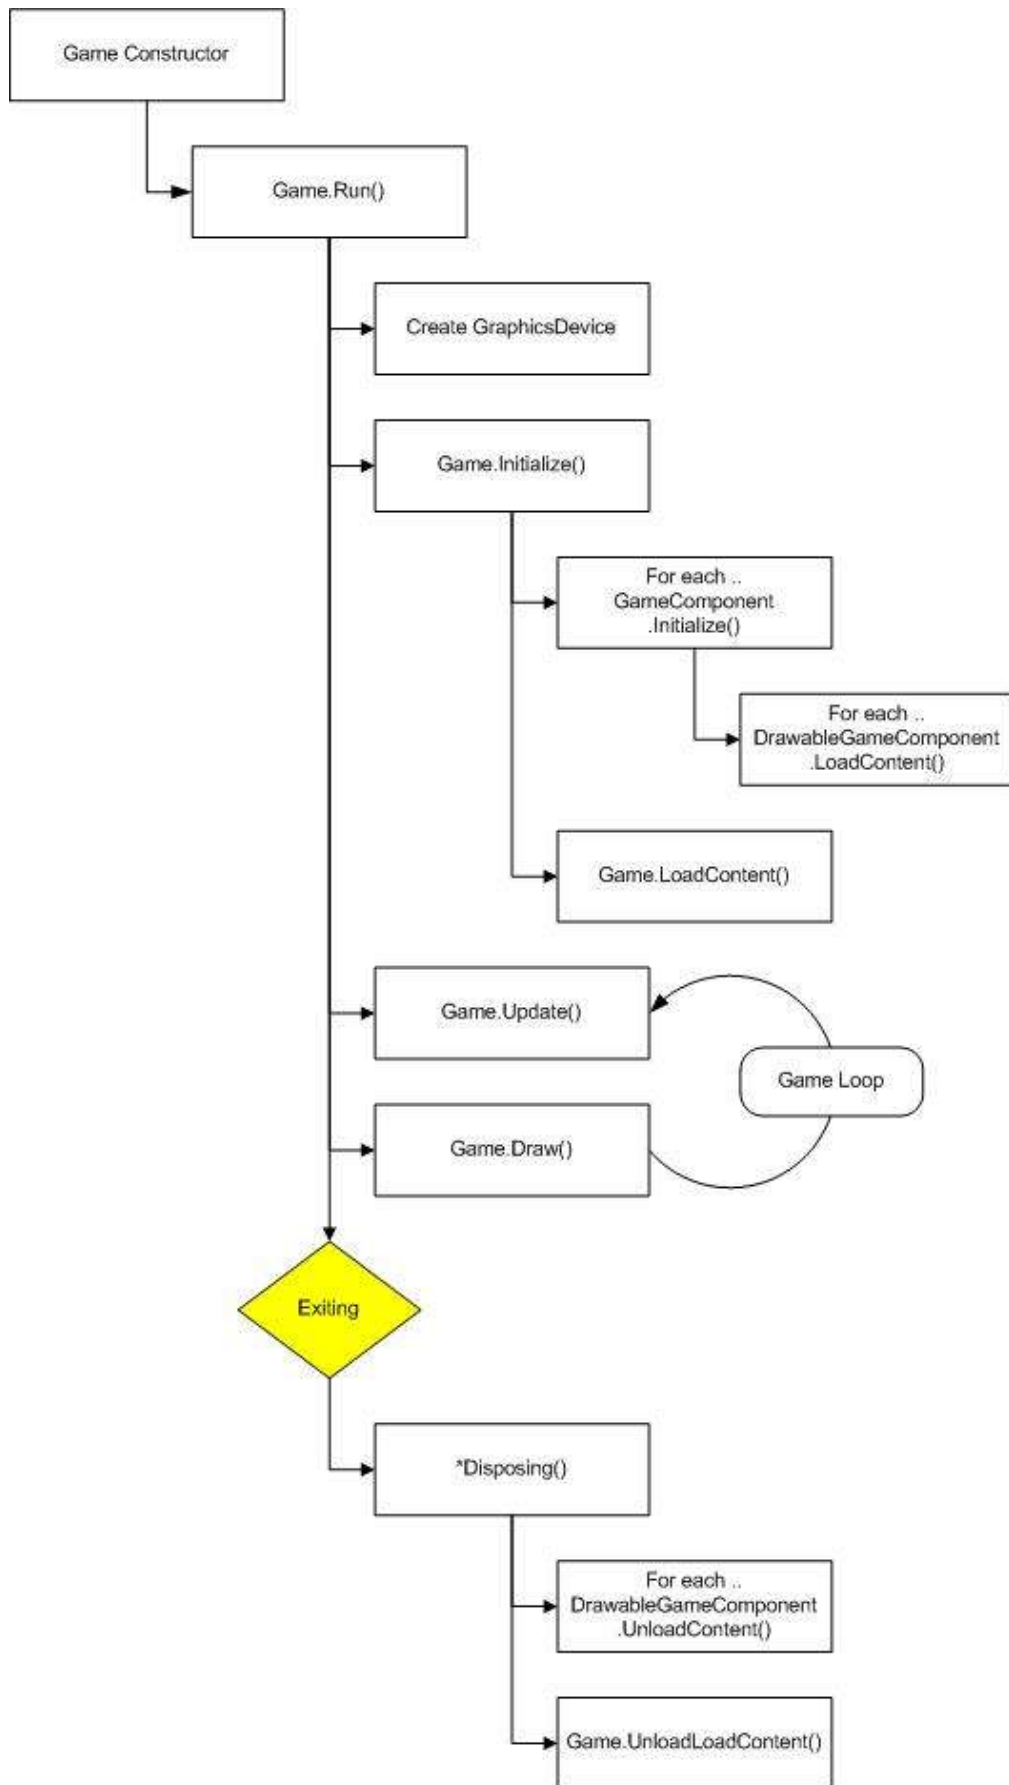 Game Constructor
Game.Run()
Create GraphicsDevice
Game.Initialize()
For each ..
GameComponent
.Initialize()
For each ..
DrawableGameComponent
.LoadContent()
Game.LoadContent()
Game.Update()
Game Loop
Game.Draw()
Exiting
*Disposing()
For each ..
DrawableGameComponent
.UnloadContent()
Game.UnloadLoadContent()